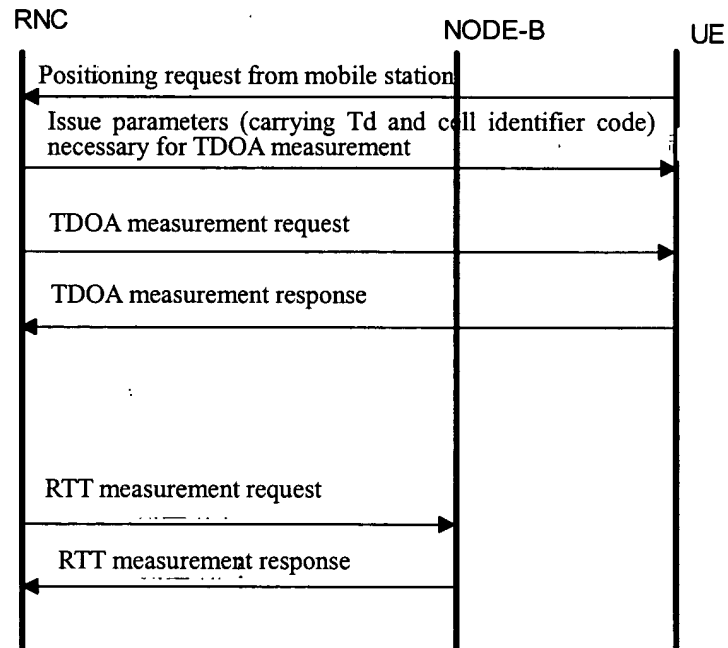 RNC
NODE-B
UE
Positioning request from mobile station
Issue parameters (carrying Td and cell identifier code)
necessary for TDOA measurement
TDOA measurement request
TDOA measurement response
RTT measurement request
RTT measurement response